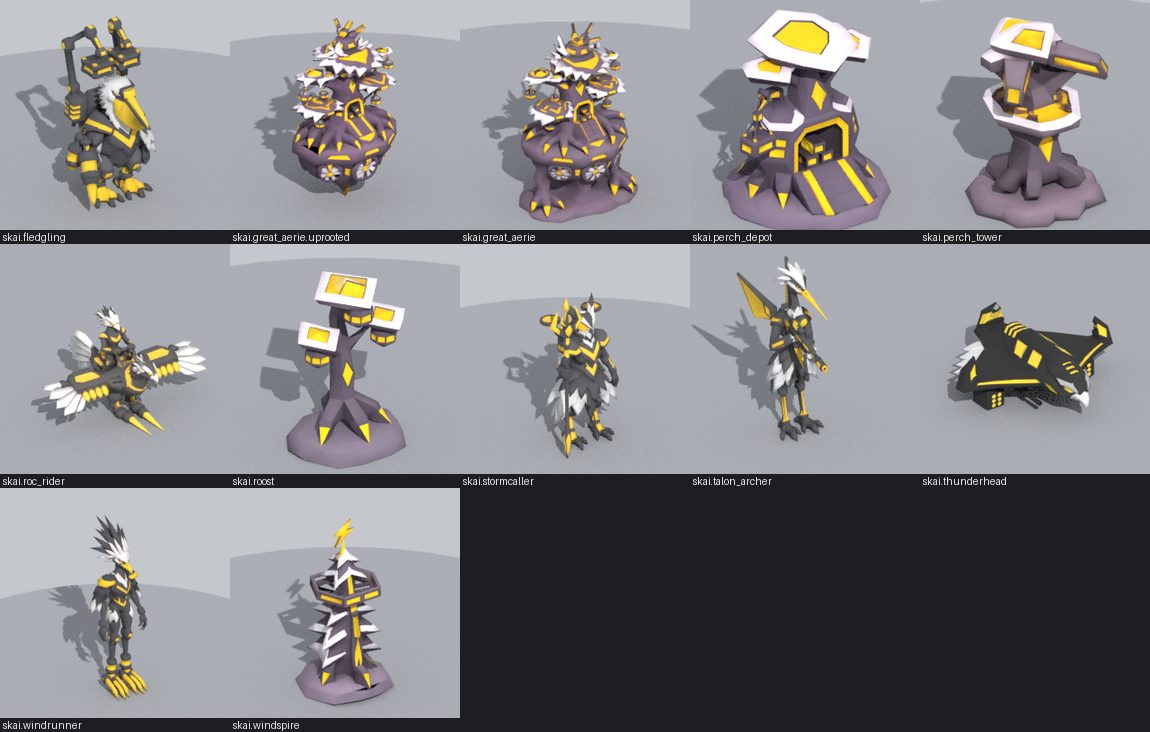 skai.fledgling
skai.great_aerie.uprooted
skai.great_aerie
skai.perch_depot
skai.perch_tower
skai.roc_rider
skai.roost
skai.stormcaller
skai.talon_archer
skai.thunderhead
skai.windrunner
skai.windspire